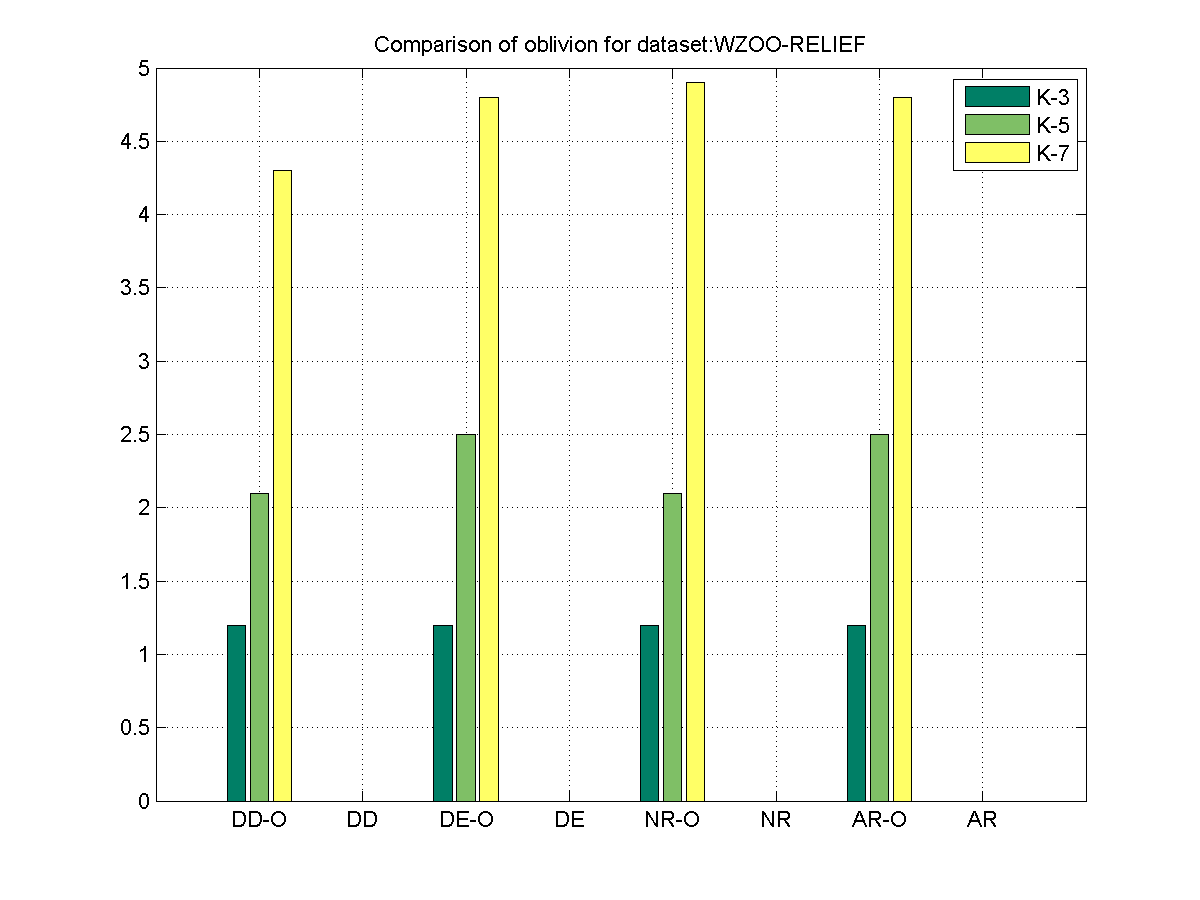 Comparison of oblivion for dataset:WZOO-RELIEF
5
4.5
4
3.5
3
2.5
2
1.5
1
0.5
0
K-3
K-5
K-7
DD-O DD DE-O DE NR-O NR AR-O AR